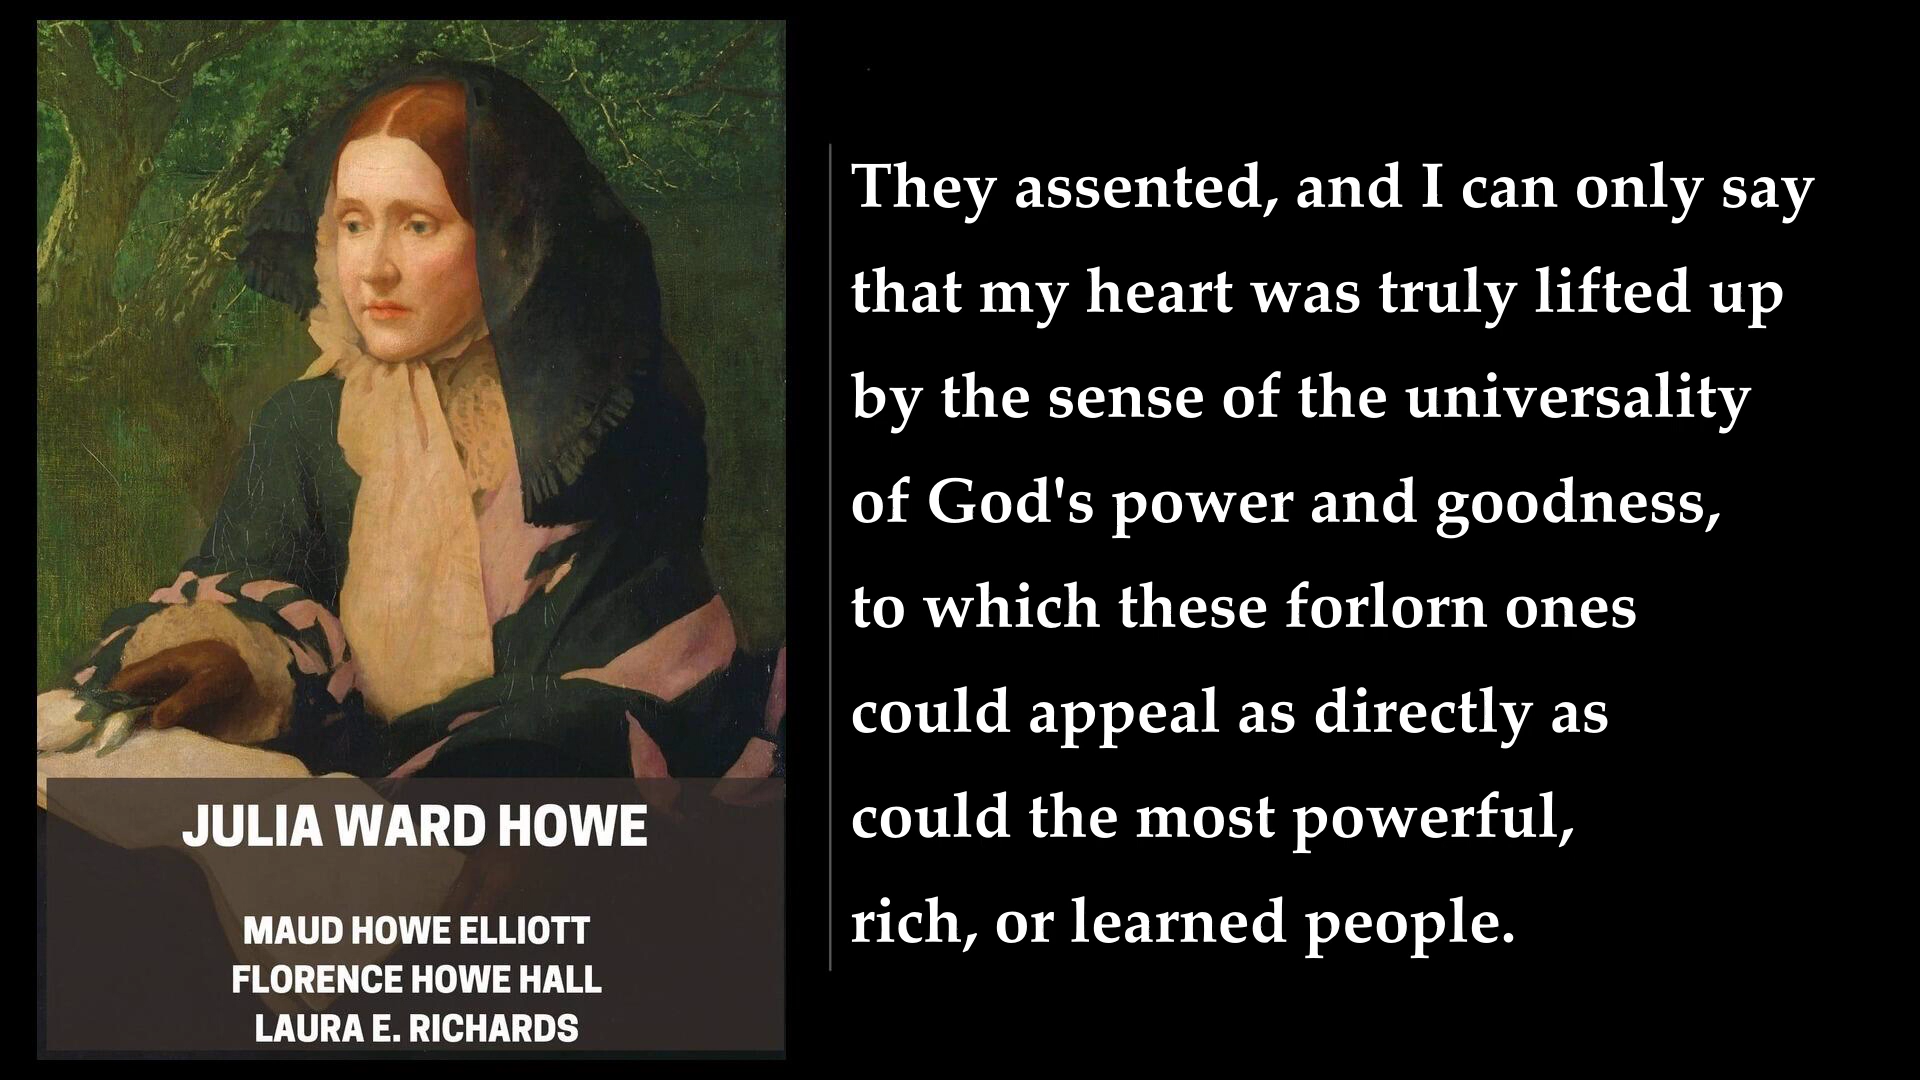 JULIA WARD HOWE
MAUD HOWE ELLIOTT
FLORENCE HOWE HALL
LAURA E. RICHARDS
They assented, and I can only say
that my heart was truly lifted up
by the sense of the universality
of God's power and goodness,
to which these forlorn ones
could appeal as directly as
could the most powerful,
rich, or learned people.